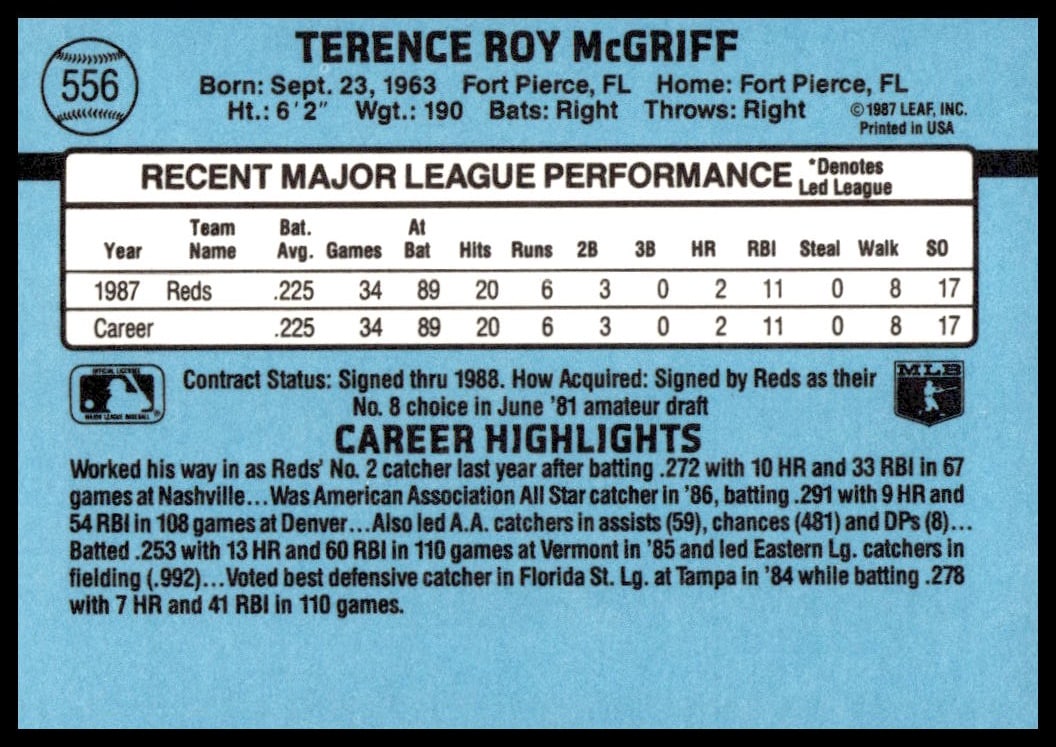 556
TERENCE ROY McGRIFF
Born: Sept. 23, 1963 Fort Pierce, FL Home: Fort Pierce, FL
Ht.: 6'2" Wgt.: 190 Bats: Right Throws: Right
©1987 LEAF, INC.
Printed in USA
RECENT MAJOR LEAGUE PERFORMANCE *Denotes Led League
Year Team Name Bat. Avg. Games At Bat Hits Runs 2B 3B HR RBI Steal Walk SO
1987 Reds .225 34 89 20 6 3 0 2 11 0 8 17
Career .225 34 89 20 6 3 0 2 11 0 8 17
OFFICIAL LICENSEE
MAJOR LEAGUE BASEBALL
Contract Status: Signed thru 1988. How Acquired: Signed by Reds as their
No. 8 choice in June '81 amateur draft
MLB
CAREER HIGHLIGHTS
Worked his way in as Reds' No. 2 catcher last year after batting .272 with 10 HR and 33 RBI in 67
games at Nashville...Was American Association All Star catcher in '86, batting .291 with 9 HR and
54 RBI in 108 games at Denver...Also led A.A. catchers in assists (59), chances (481) and DPs (8)...
Batted .253 with 13 HR and 60 RBI in 110 games at Vermont in '85 and led Eastern Lg. catchers in
fielding (.992)...Voted best defensive catcher in Florida St. Lg. at Tampa in '84 while batting .278
with 7 HR and 41 RBI in 110 games.